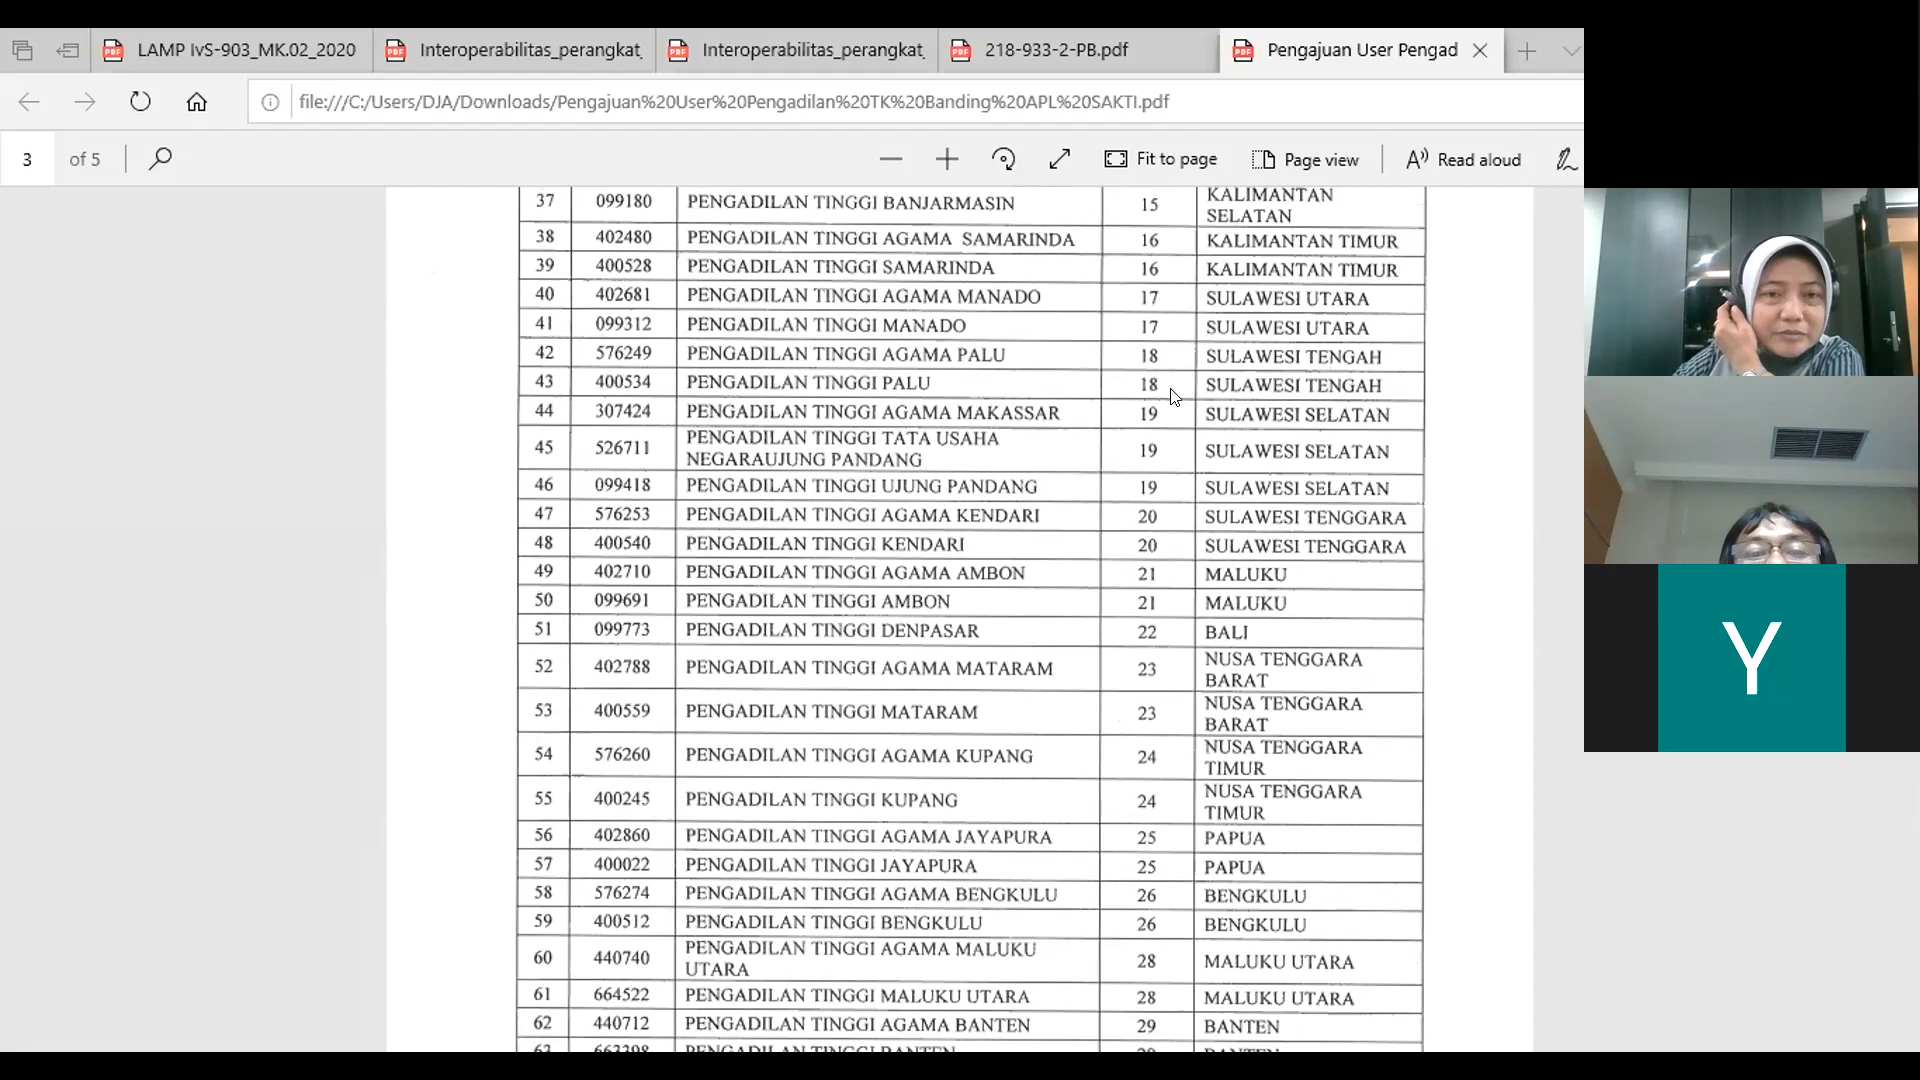 LAMP IvS-903_MK.02_2020
Interoperabilitas_perangkat
Interoperabilitas_perangkat
218-933-2-PB.pdf
Pengajuan User Pengad
file:///C:/Users/DJA/Downloads/Pengajuan%20User%20Pengadilan%20TK%20Banding%20APL%20SAKTI.pdf
3 of 5
Fit to page
Page view
Read aloud
37 099180 PENGADILAN TINGGI BANJARMASIN 15 KALIMANTAN
SELATAN
38 402480 PENGADILAN TINGGI AGAMA SAMARINDA 16 KALIMANTAN TIMUR
39 400528 PENGADILAN TINGGI SAMARINDA 16 KALIMANTAN TIMUR
40 402681 PENGADILAN TINGGI AGAMA MANADO 17 SULAWESI UTARA
41 099312 PENGADILAN TINGGI MANADO 17 SULAWESI UTARA
42 576249 PENGADILAN TINGGI AGAMA PALU 18 SULAWESI TENGAH
43 400534 PENGADILAN TINGGI PALU 18 SULAWESI TENGAH
44 307424 PENGADILAN TINGGI AGAMA MAKASSAR 19 SULAWESI SELATAN
45 526711 PENGADILAN TINGGI TATA USAHA
NEGARAUJUNG PANDANG 19 SULAWESI SELATAN
46 099418 PENGADILAN TINGGI UJUNG PANDANG 19 SULAWESI SELATAN
47 576253 PENGADILAN TINGGI AGAMA KENDARI 20 SULAWESI TENGGARA
48 400540 PENGADILAN TINGGI KENDARI 20 SULAWESI TENGGARA
49 402710 PENGADILAN TINGGI AGAMA AMBON 21 MALUKU
50 099691 PENGADILAN TINGGI AMBON 21 MALUKU
51 099773 PENGADILAN TINGGI DENPASAR 22 BALI
52 402788 PENGADILAN TINGGI AGAMA MATARAM 23 NUSA TENGGARA
BARAT
53 400559 PENGADILAN TINGGI MATARAM 23 NUSA TENGGARA
BARAT
54 576260 PENGADILAN TINGGI AGAMA KUPANG 24 NUSA TENGGARA
TIMUR
55 400245 PENGADILAN TINGGI KUPANG 24 NUSA TENGGARA
TIMUR
56 402860 PENGADILAN TINGGI AGAMA JAYAPURA 25 PAPUA
57 400022 PENGADILAN TINGGI JAYAPURA 25 PAPUA
58 576274 PENGADILAN TINGGI AGAMA BENGKULU 26 BENGKULU
59 400512 PENGADILAN TINGGI BENGKULU 26 BENGKULU
60 440740 PENGADILAN TINGGI AGAMA MALUKU
UTARA 28 MALUKU UTARA
61 664522 PENGADILAN TINGGI MALUKU UTARA 28 MALUKU UTARA
62 440712 PENGADILAN TINGGI AGAMA BANTEN 29 BANTEN
PENGADILAN TINGGI BANTEN
Y